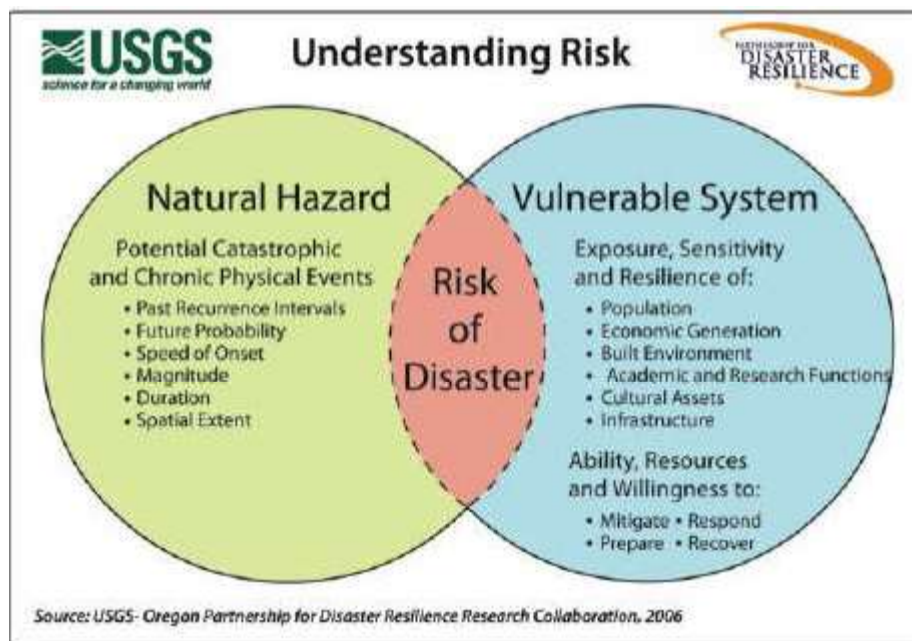 USGS
science for a changing world
Understanding Risk
PARTNERSHIP FOR
DISASTER
RESILIENCE
Natural Hazard
Potential Catastrophic
and Chronic Physical Events
• Past Recurrence Intervals
• Future Probability
• Speed of Onset
• Magnitude
• Duration
• Spatial Extent
Risk
of
Disaster
Vulnerable System
Exposure, Sensitivity
and Resilience of:
• Population
• Economic Generation
• Built Environment
• Academic and Research Functions
• Cultural Assets
• Infrastructure
Ability, Resources
and Willingness to:
• Mitigate • Respond
• Prepare • Recover
Source: USGS- Oregon Partnership for Disaster Resilience Research Collaboration, 2006